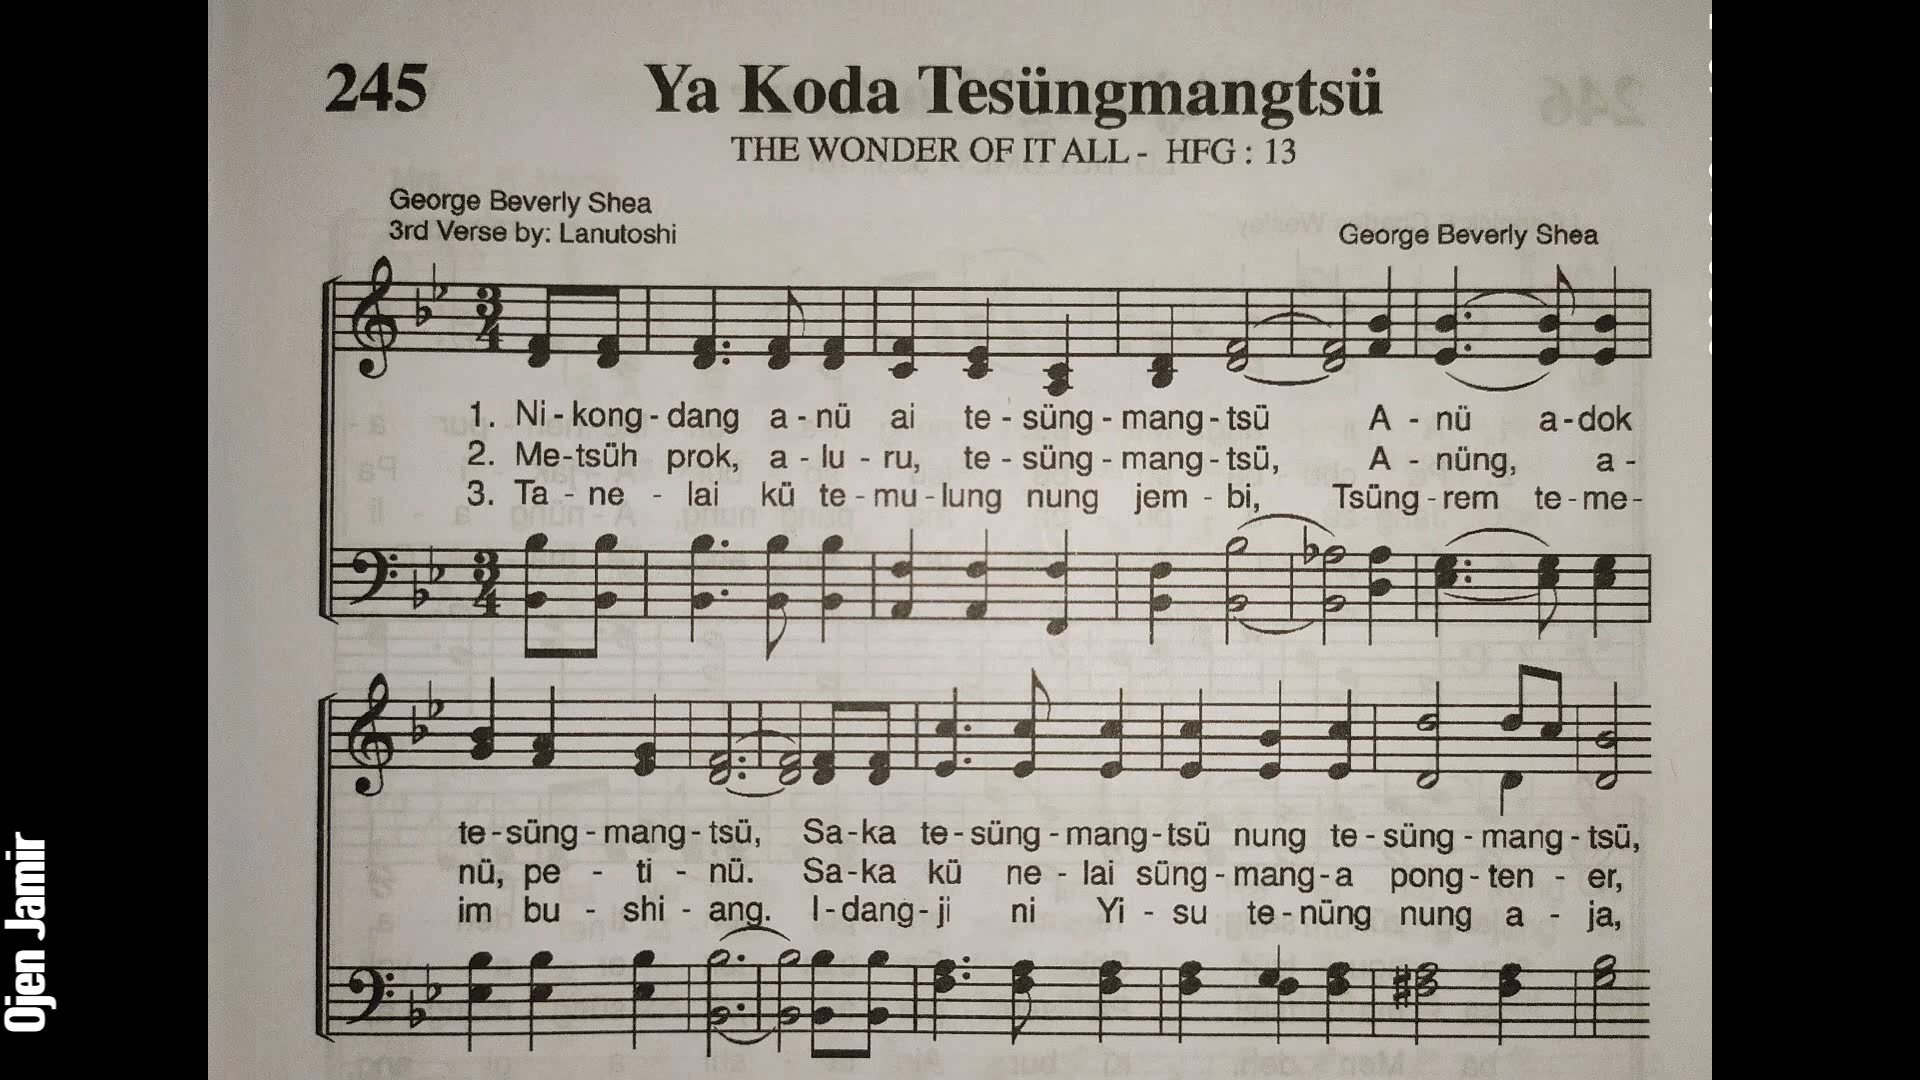 245 Ya Koda Tesüngmangtsü
THE WONDER OF IT ALL - HFG : 13
George Beverly Shea
3rd Verse by: Lanutoshi
George Beverly Shea
1. Ni - kong - dang a - nü ai te - süng - mang - tsü A - nü a - dok
2. Me - tsüh prok, a - lu - ru, te - süng - mang - tsü, A - nüng, a -
3. Ta - ne - lai kü te - mu - lung nung jem - bi, Tsüng - rem te - me -
te - süng - mang - tsü, Sa - ka te - süng - mang - tsü nung te - süng - mang - tsü,
nü, pe - ti - nü. Sa - ka kü ne - lai süng - mang - a pong - ten - er,
im bu - shi - ang. I - dang - ji ni Yi - su te - nüng nung a - ja,
Ojen Jamir